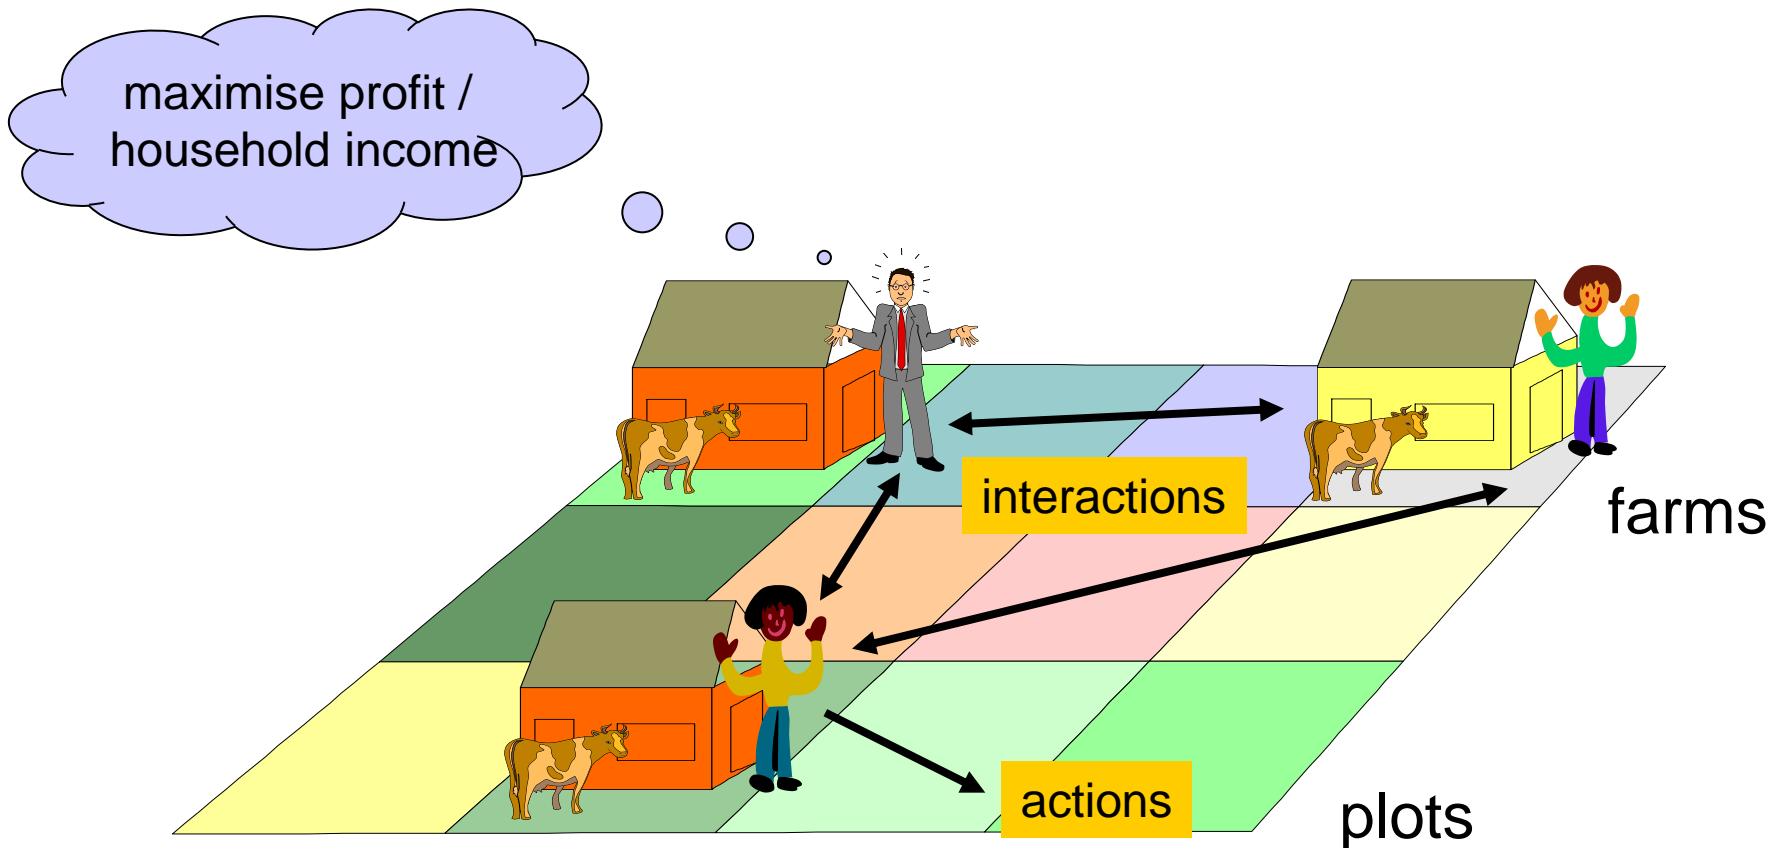 maximise profit /
household income
interactions
farms
actions
plots